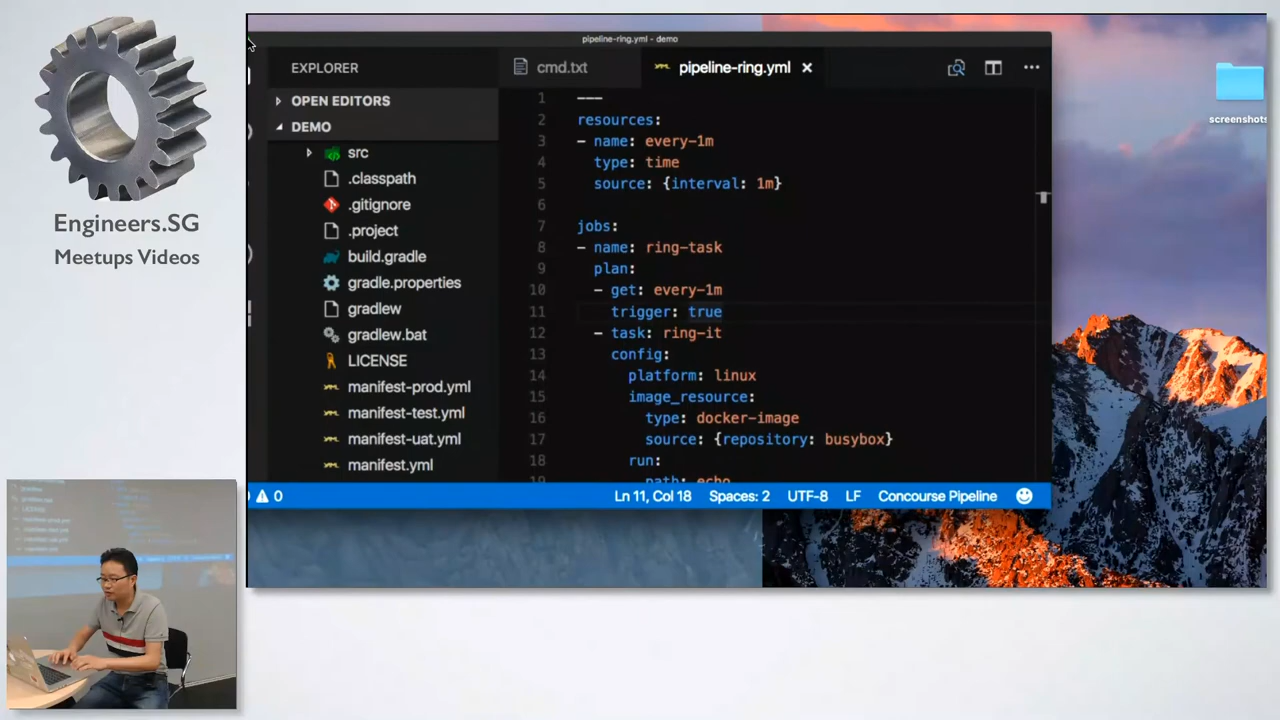 Engineers.SG
Meetups Videos
pipeline-ring.yml - demo
EXPLORER
OPEN EDITORS
DEMO
src
.classpath
.gitignore
.project
build.gradle
gradle.properties
gradlew
gradlew.bat
LICENSE
manifest-prod.yml
manifest-test.yml
manifest-uat.yml
manifest.yml
cmd.txt
pipeline-ring.yml
1 ---
2 resources:
3 - name: every-1m
4 type: time
5 source: {interval: 1m}
6
7 jobs:
8 - name: ring-task
9 plan:
10 - get: every-1m
11 trigger: true
12 - task: ring-it
13 config:
14 platform: linux
15 image_resource:
16 type: docker-image
17 source: {repository: busybox}
18 run:
19 path: echo
0
Ln 11, Col 18
Spaces: 2
UTF-8
LF
Concourse Pipeline
screenshots